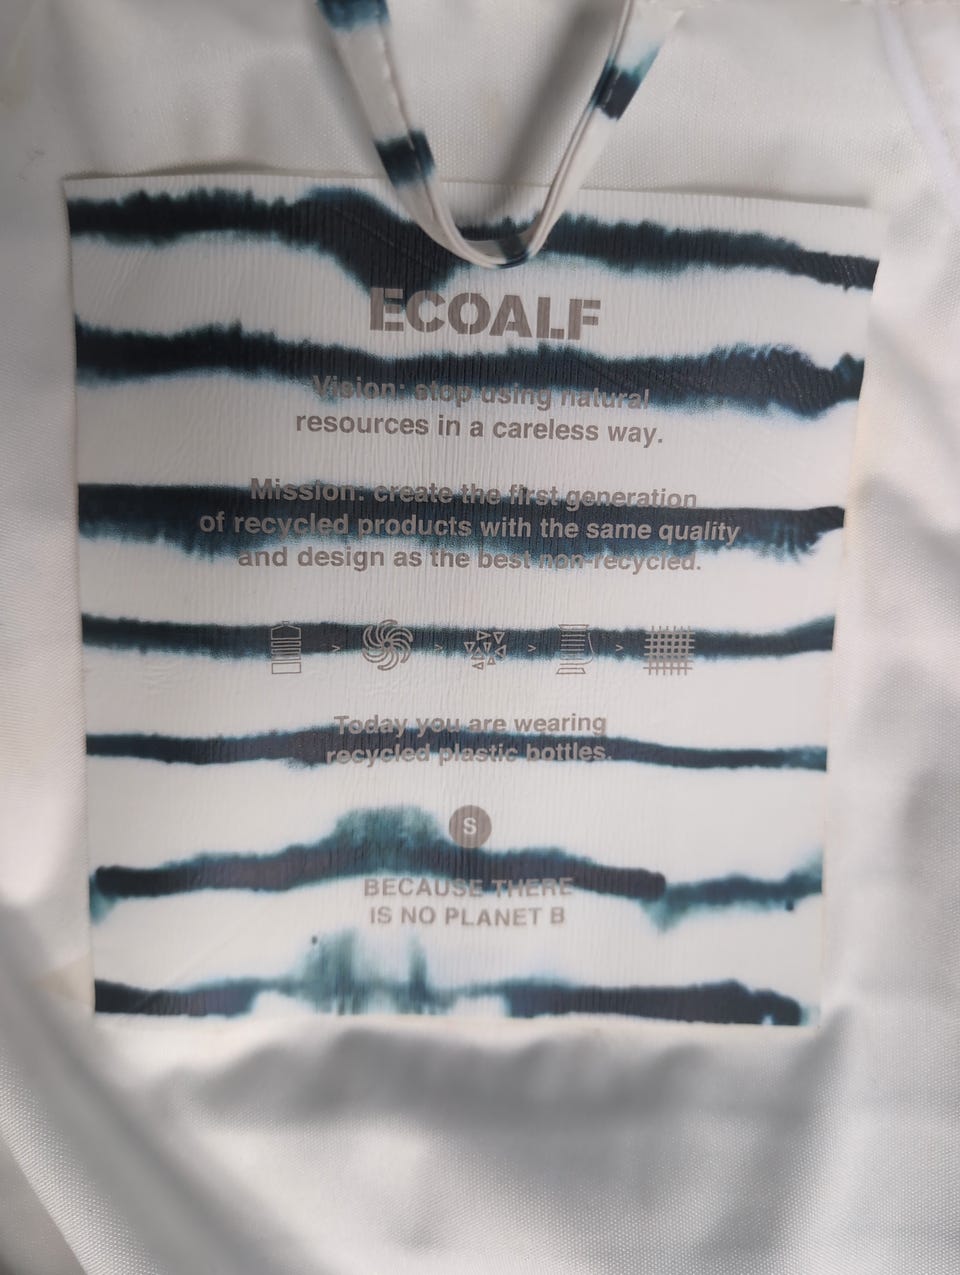 ECOALF
Vision: stop using natural
resources in a careless way.
Mission: create the first generation
of recycled products with the same quality
and design as the best non-recycled.
> > > >
Today you are wearing
recycled plastic bottles.
S
BECAUSE THERE
IS NO PLANET B